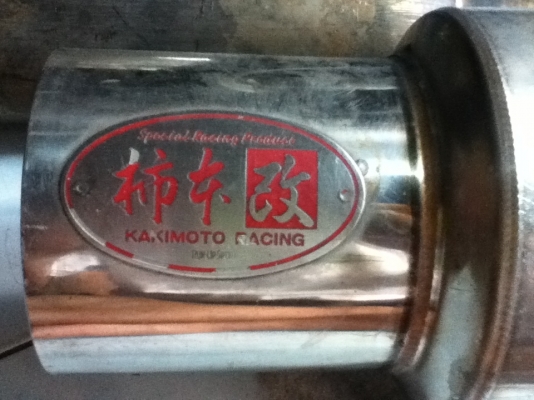 Special Racing Product
柿本改
KAKIMOTO RACING